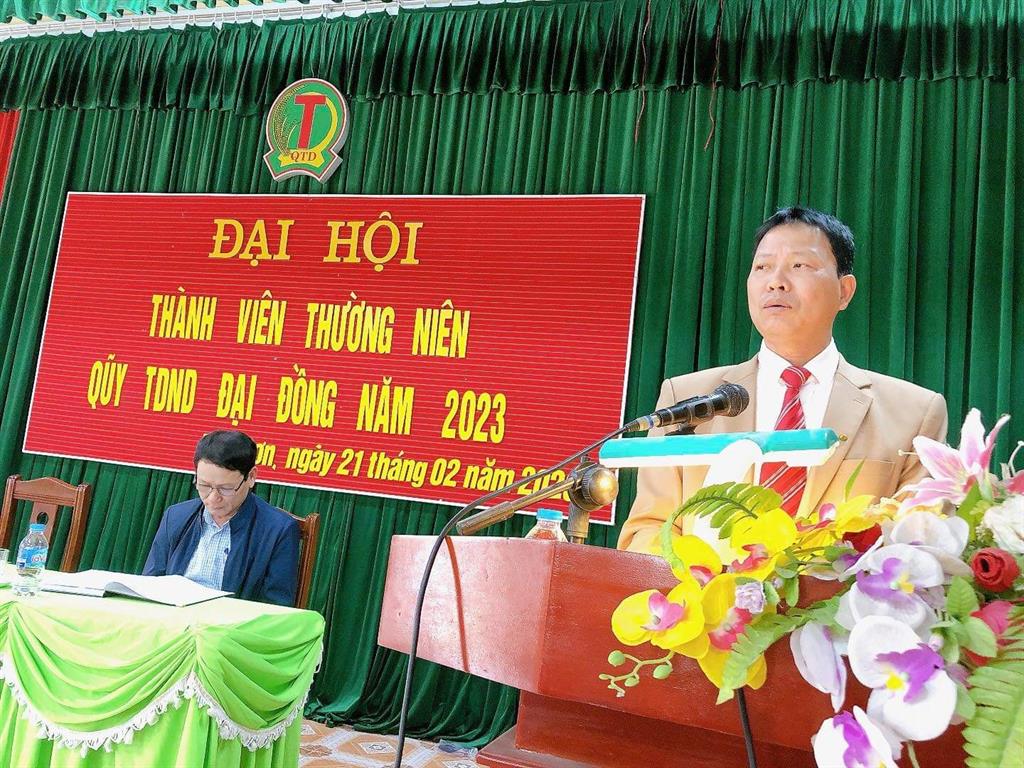 T
QTD
ĐẠI HỘI
THÀNH VIÊN THƯỜNG NIÊN
QŨY TDND ĐẠI ĐỒNG NĂM 2023
ngày 21 tháng 02 năm